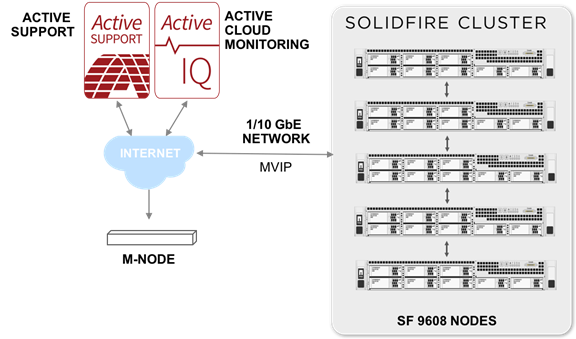 ACTIVE
SUPPORT
Active
SUPPORT
Active
IQ
ACTIVE
CLOUD
MONITORING
INTERNET
1/10 GbE
NETWORK
MVIP
M-NODE
SOLIDFIRE CLUSTER
SF 9608 NODES